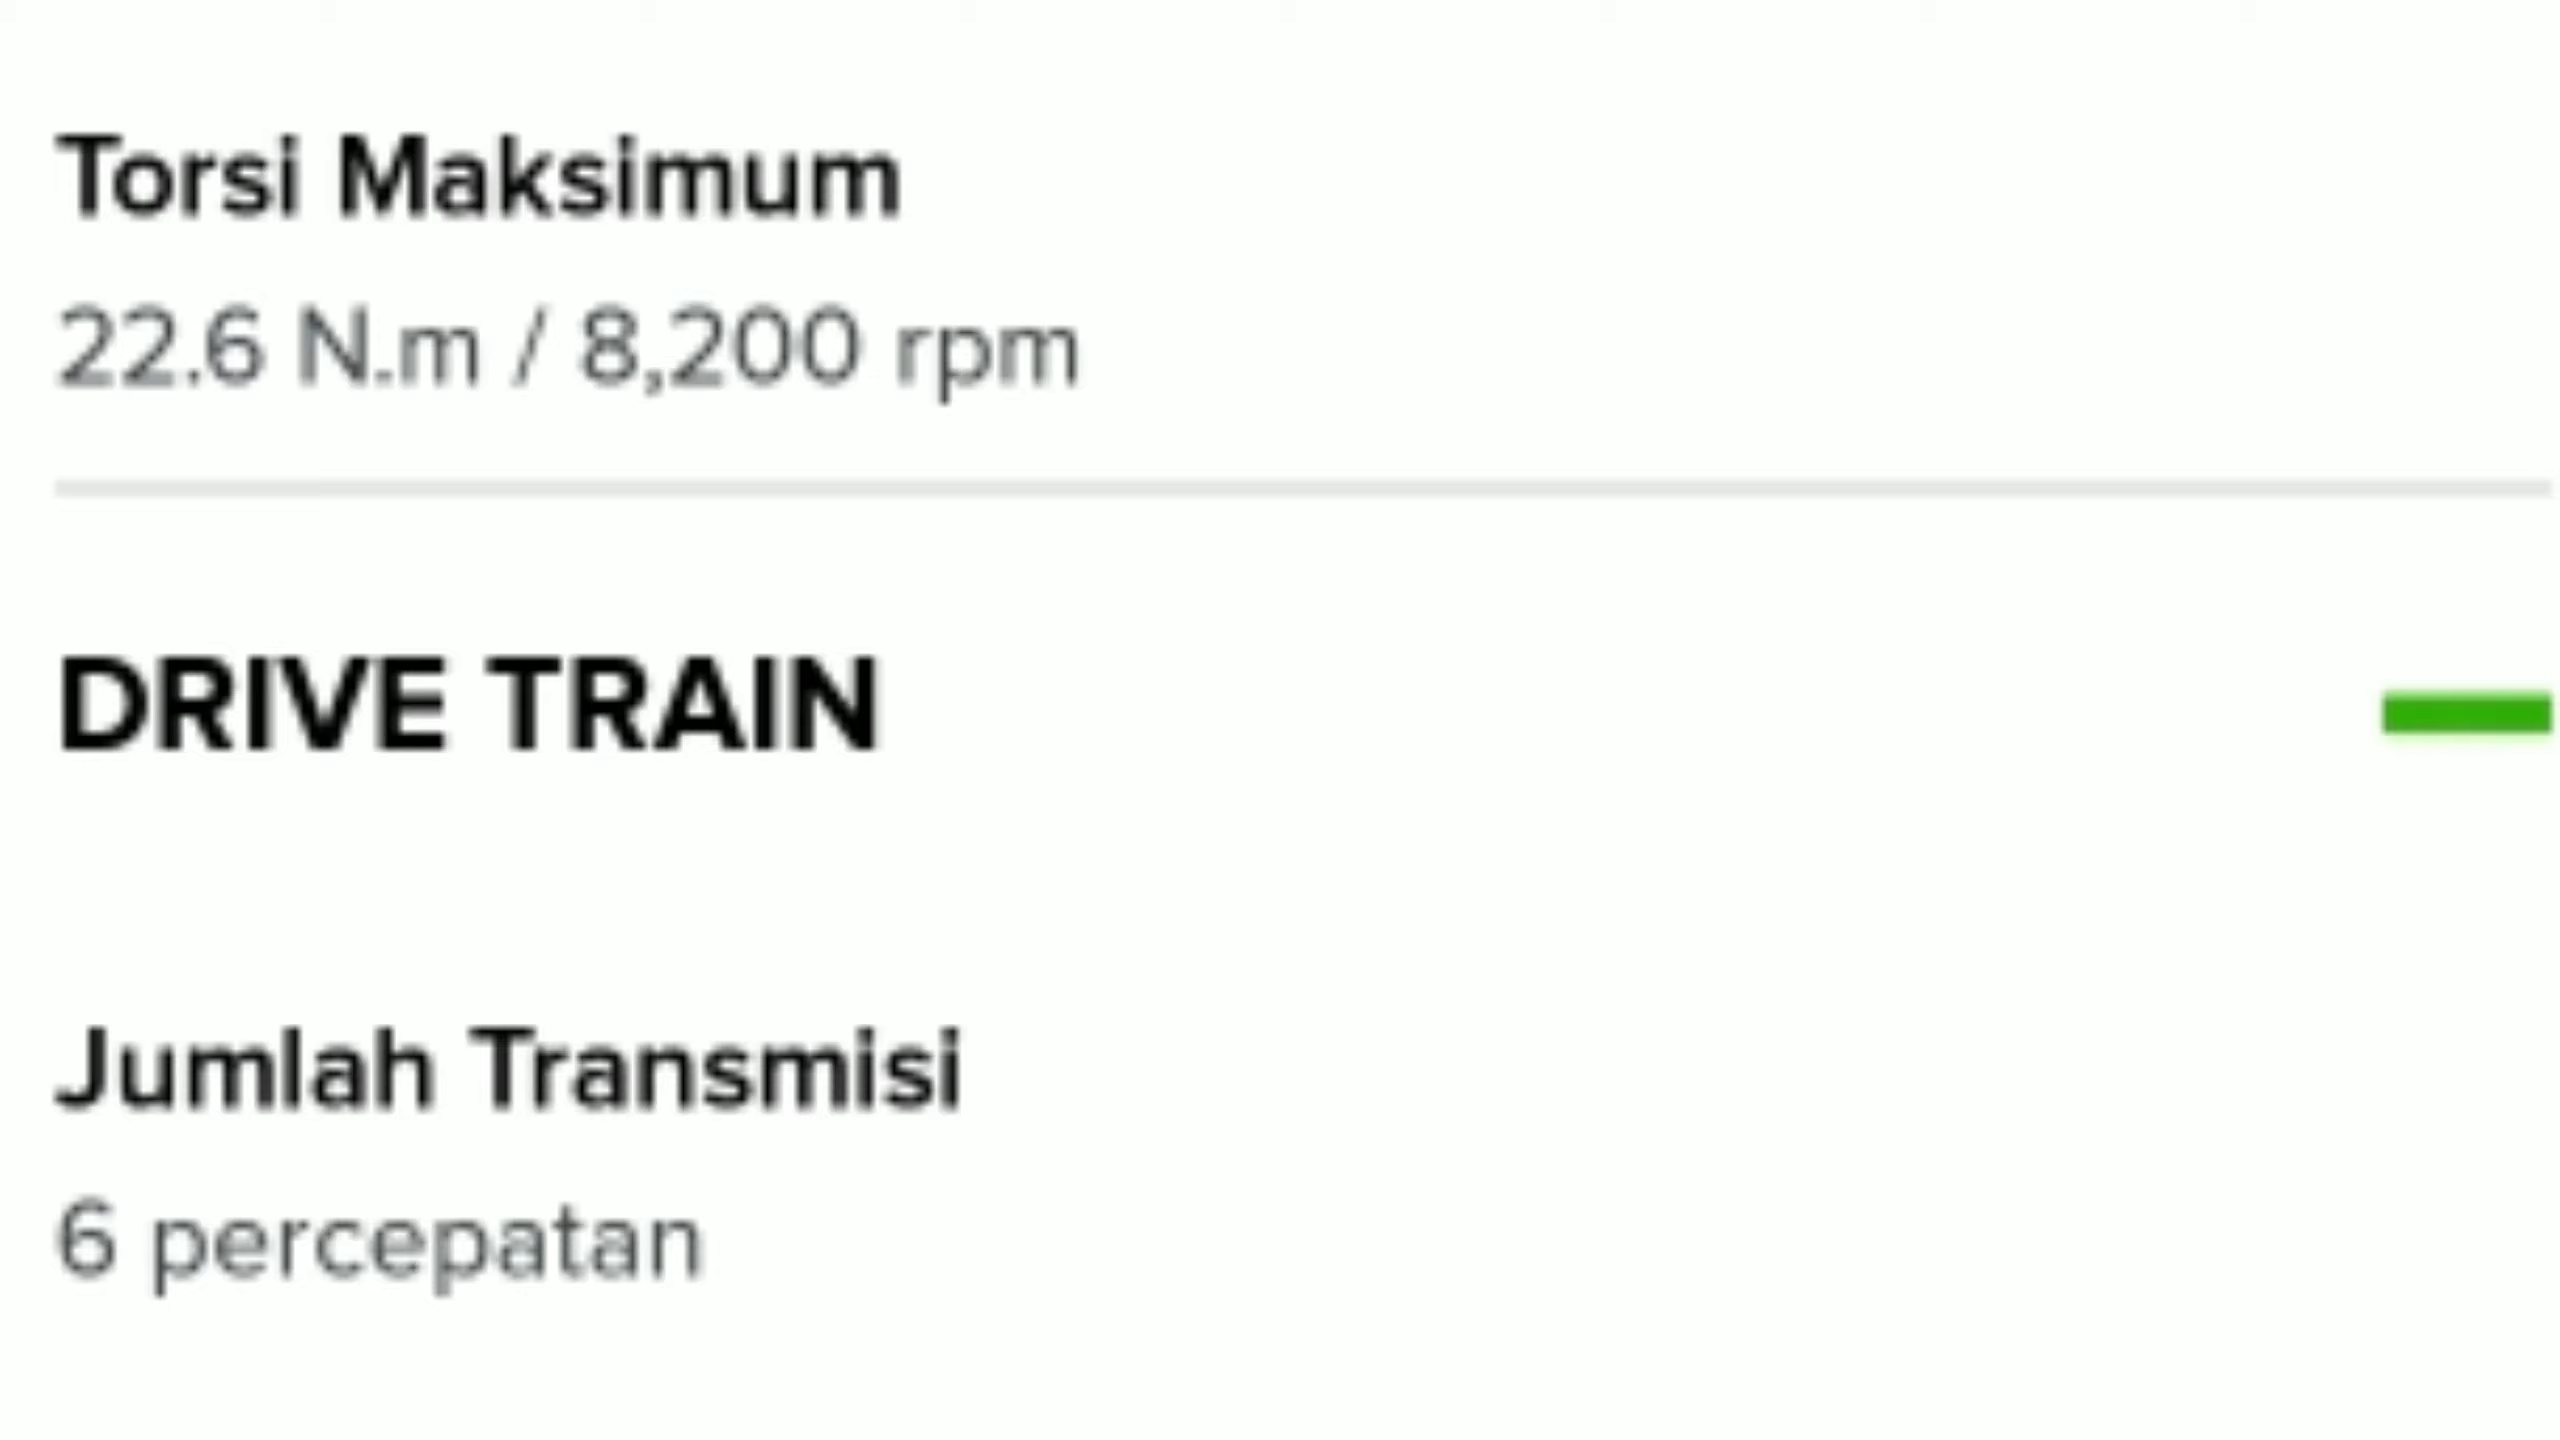 Torsi Maksimum
22.6 N.m / 8,200 rpm
DRIVE TRAIN
Jumlah Transmisi
6 percepatan